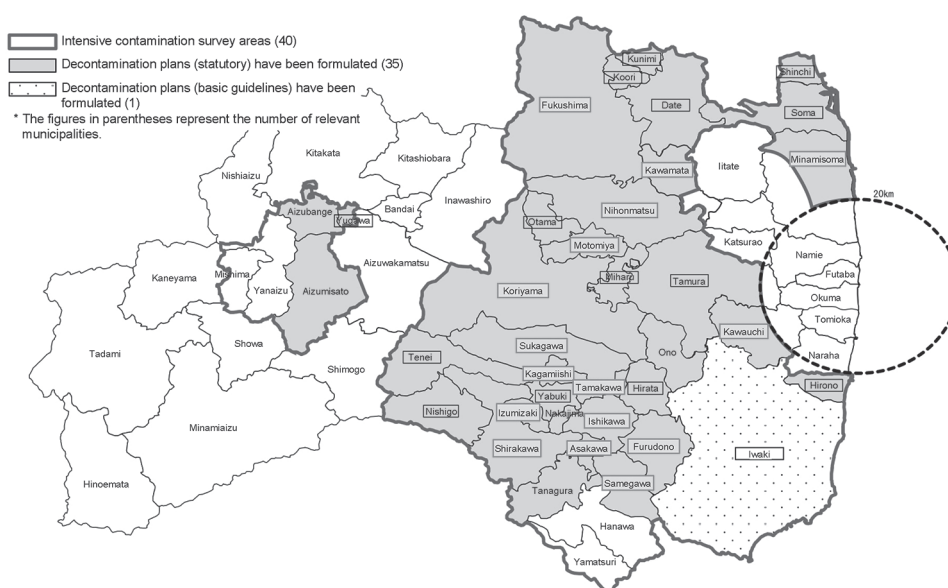 Intensive contamination survey areas (40)
Decontamination plans (statutory) have been formulated (35)
Decontamination plans (basic guidelines) have been
formulated (1)
* The figures in parentheses represent the number of relevant
municipalities.
Kunimi
Koori
Shinchi
Fukushima
Date
Soma
Kitakata
Kitashiobara
Iitate
Minamisoma
Nishiaizu
Kawamata
20km
Inawashiro
Aizubange
Bandai
Nihonmatsu
Yugawa
Otama
Katsurao
Motomiya
Namie
Aizuwakamatsu
Mishima
Miharu
Futaba
Kaneyama
Tamura
Yanaizu
Aizumisato
Koriyama
Okuma
Tomioka
Kawauchi
Showa
Sukagawa
Ono
Tadami
Tenei
Naraha
Shimogo
Kagamiishi
Hirono
Tamakawa
Hirata
Yabuki
Nishigo
Izumizaki
Nakajima
Ishikawa
Minamiaizu
Shirakawa
Asakawa
Furudono
Iwaki
Hinoemata
Samegawa
Tanagura
Hanawa
Yamatsuri